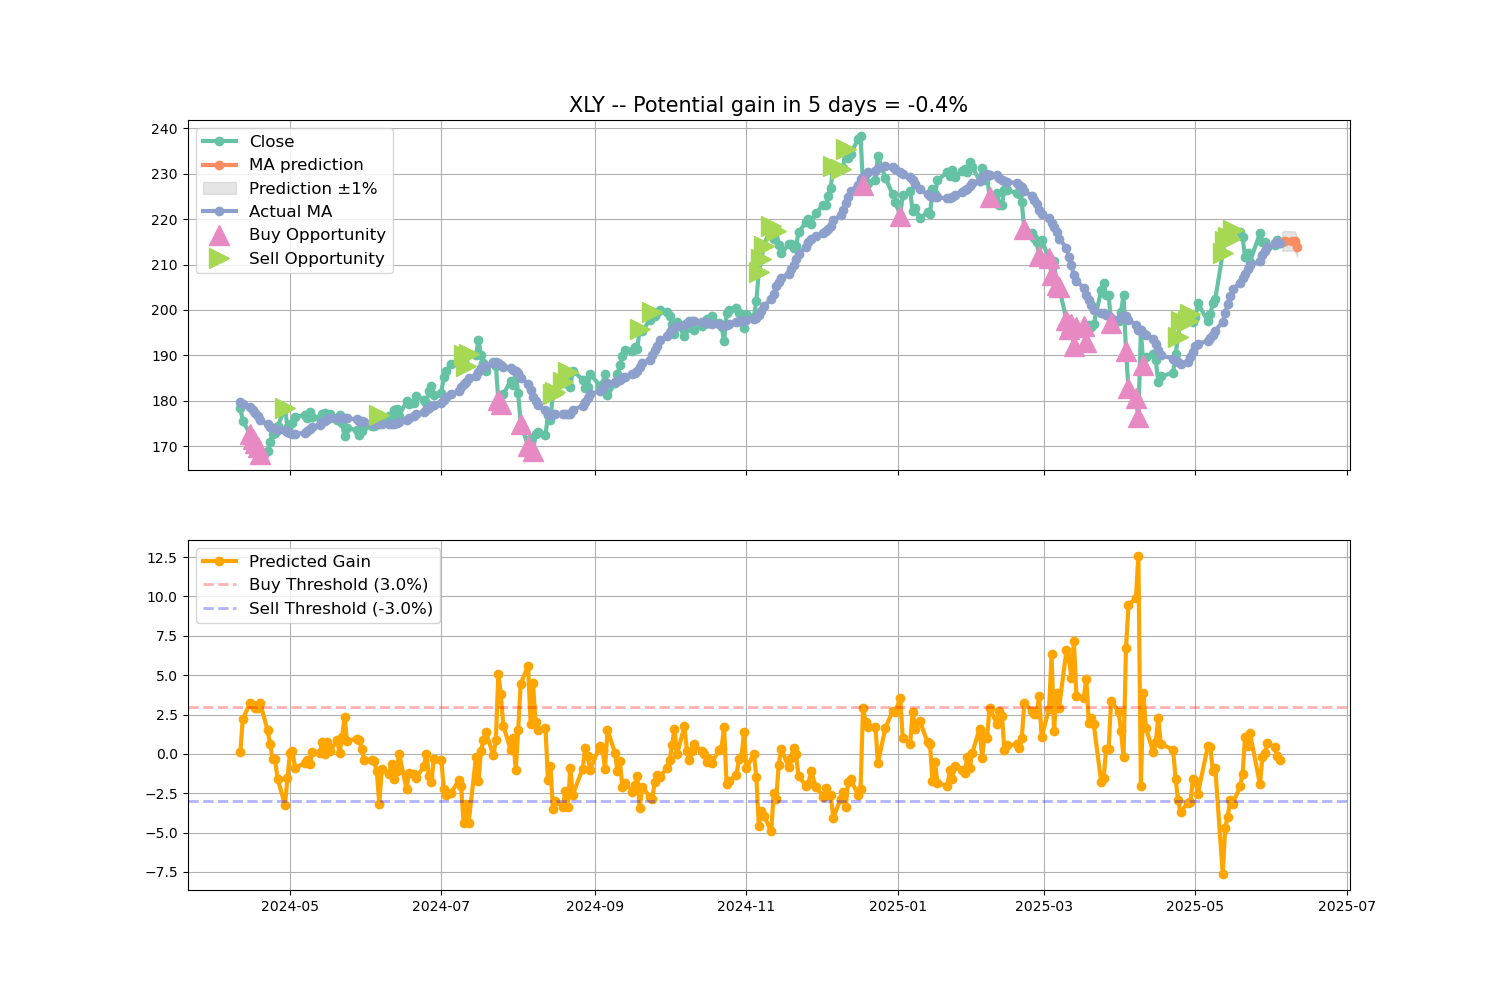 XLY -- Potential gain in 5 days = -0.4%
240
230
220
210
200
190
180
170
Close
MA prediction
Prediction ±1%
Actual MA
Buy Opportunity
Sell Opportunity
12.5
10.0
7.5
5.0
2.5
0.0
−2.5
−5.0
−7.5
Predicted Gain
Buy Threshold (3.0%)
Sell Threshold (-3.0%)
2024-05
2024-07
2024-09
2024-11
2025-01
2025-03
2025-05
2025-07